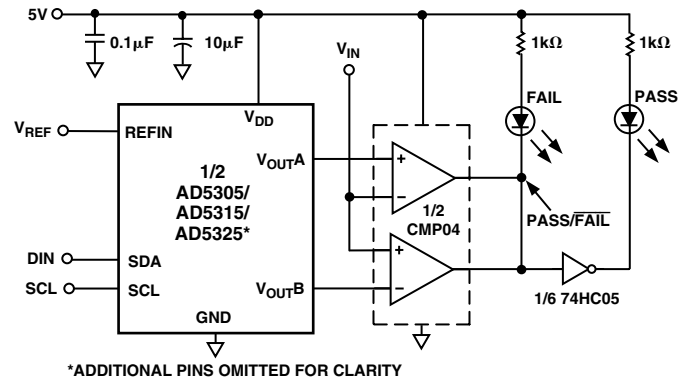 5V
0.1µF
10µF
VIN
1kΩ
1kΩ
FAIL
PASS
VDD
VREF
REFIN
VOUTA
1/2
AD5305/
AD5315/
AD5325*
1/2
CMP04
PASS/FAIL
DIN
SDA
SCL
SCL
VOUTB
GND
1/6 74HC05
+
−
+
−
*ADDITIONAL PINS OMITTED FOR CLARITY